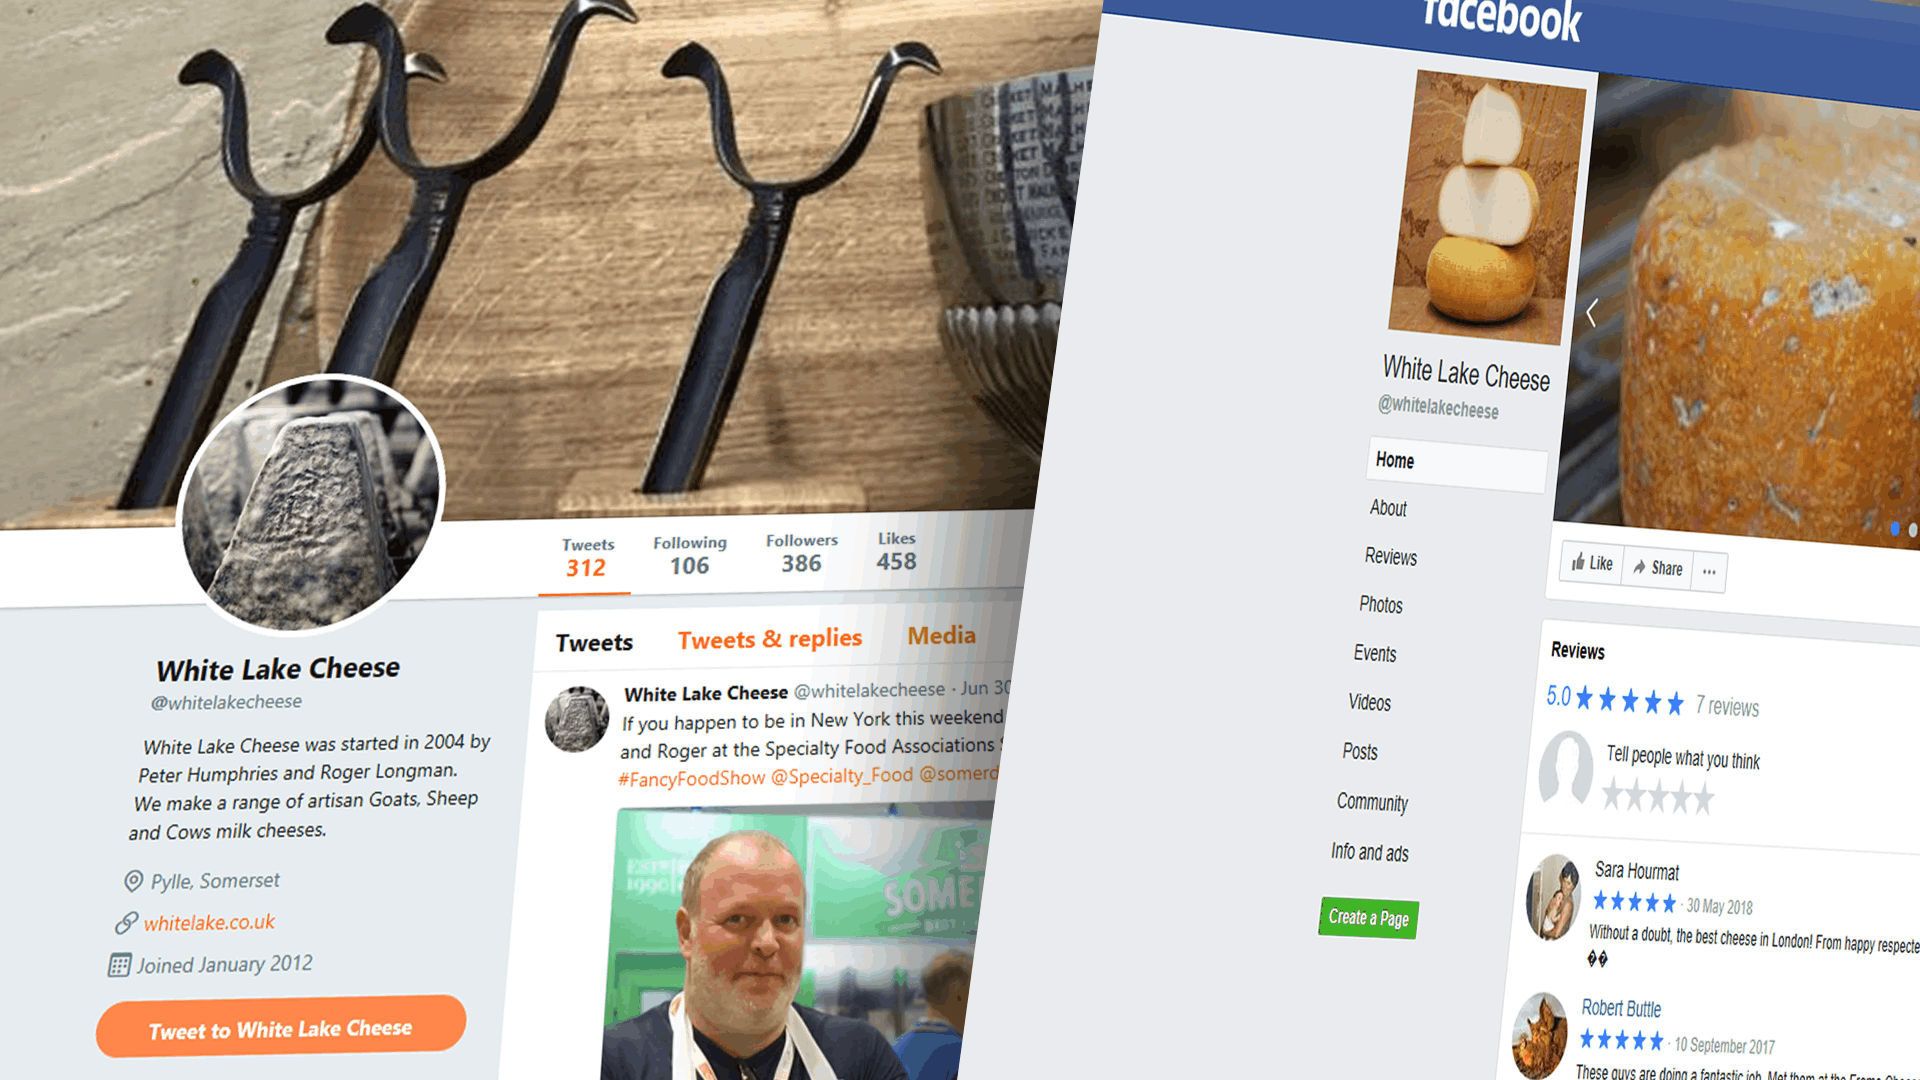 Tweets
312
Following
106
Followers
386
Likes
458
White Lake Cheese
@whitelakecheese
White Lake Cheese was started in 2004 by
Peter Humphries and Roger Longman.
We make a range of artisan Goats, Sheep
and Cows milk cheeses.
Pylle, Somerset
whitelake.co.uk
Joined January 2012
Tweet to White Lake Cheese
Tweets Tweets & replies Media
White Lake Cheese @whitelakecheese · Jun 30
If you happen to be in New York this weekend
and Roger at the Specialty Food Associations S
#FancyFoodShow @Specialty_Food @somerd
ESTE
1990
SOME
BEST
facebook
White Lake Cheese
@whitelakecheese
Home
About
Reviews
Photos
Events
Videos
Posts
Community
Info and ads
Create a Page
Like Share ...
Reviews
5.0 ★★★★★ 7 reviews
Tell people what you think
Sara Hourmat
★★★★★ · 30 May 2018
Without a doubt, the best cheese in London! From happy respecte
��
Robert Buttle
★★★★★ · 10 September 2017
These guys are doing a fantastic job. Met them at the Frome Chees